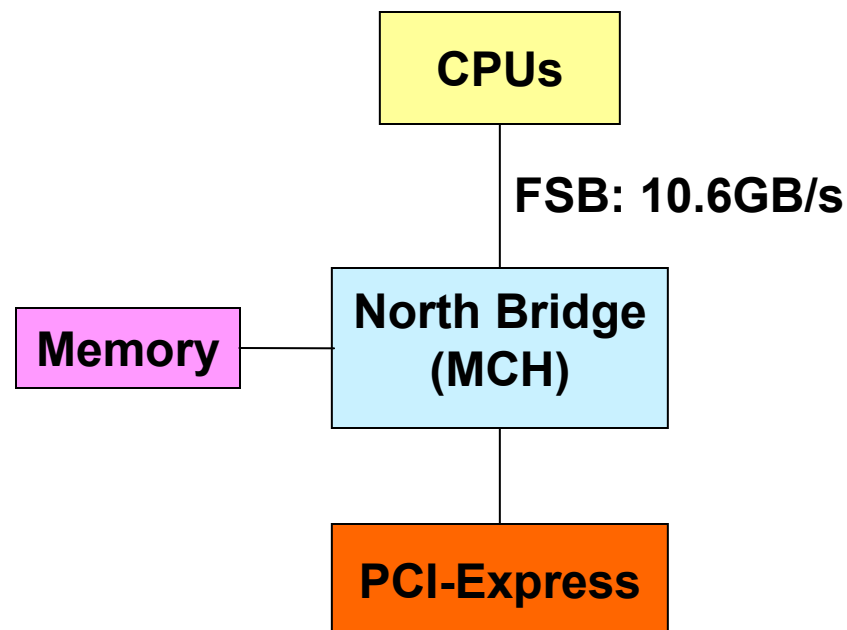 CPUs
FSB: 10.6GB/s
North Bridge
(MCH)
Memory
PCI-Express